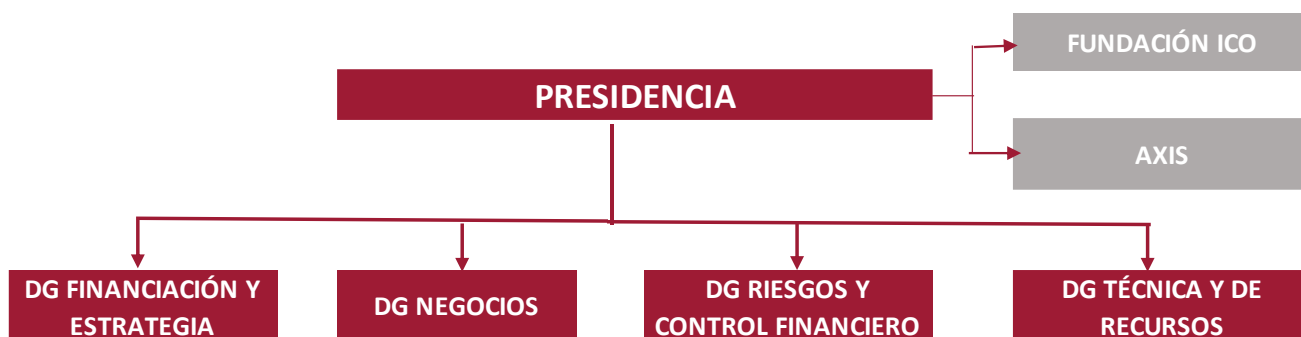 FUNDACIÓN ICO
PRESIDENCIA
AXIS
DG FINANCIACIÓN Y
ESTRATEGIA
DG NEGOCIOS
DG RIESGOS Y
CONTROL FINANCIERO
DG TÉCNICA Y DE
RECURSOS